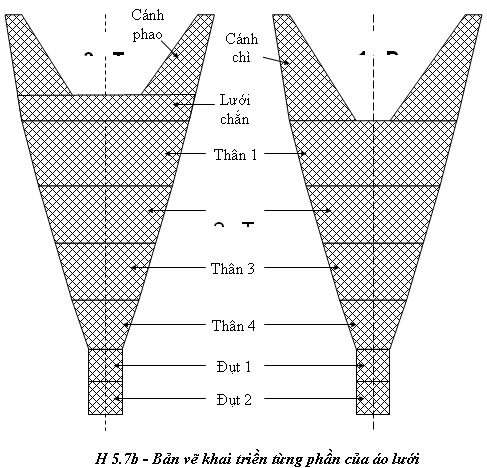 Cánh
phao
Cánh
chì
Lưới
chắn
Thân 1
Thân 3
Thân 4
Đụt 1
Đụt 2
H 5.7b - Bản vẽ khai triển từng phần của áo lưới